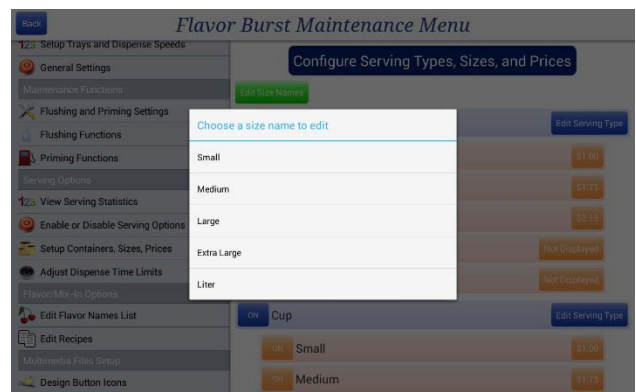 Back
Flavor Burst Maintenance Menu
123 Setup Trays and Dispense Speeds
General Settings
Maintenance Functions
Flushing and Priming Settings
Flushing Functions
Priming Functions
Serving Options
123 View Serving Statistics
Enable or Disable Serving Options
Setup Containers, Sizes, Prices
Adjust Dispense Time Limits
Flavor/Mix-In Options
Edit Flavor Names List
Edit Recipes
Multimedia Files Setup
Design Button Icons
Configure Serving Types, Sizes, and Prices
Edit Size Names
Edit Serving Type
$1.00
$1.75
Not Displayed
Not Displayed
Choose a size name to edit
Small
Medium
Large
Extra Large
Liter
ON Cup Edit Serving Type
ON Small $1.00
ON Medium $1.75